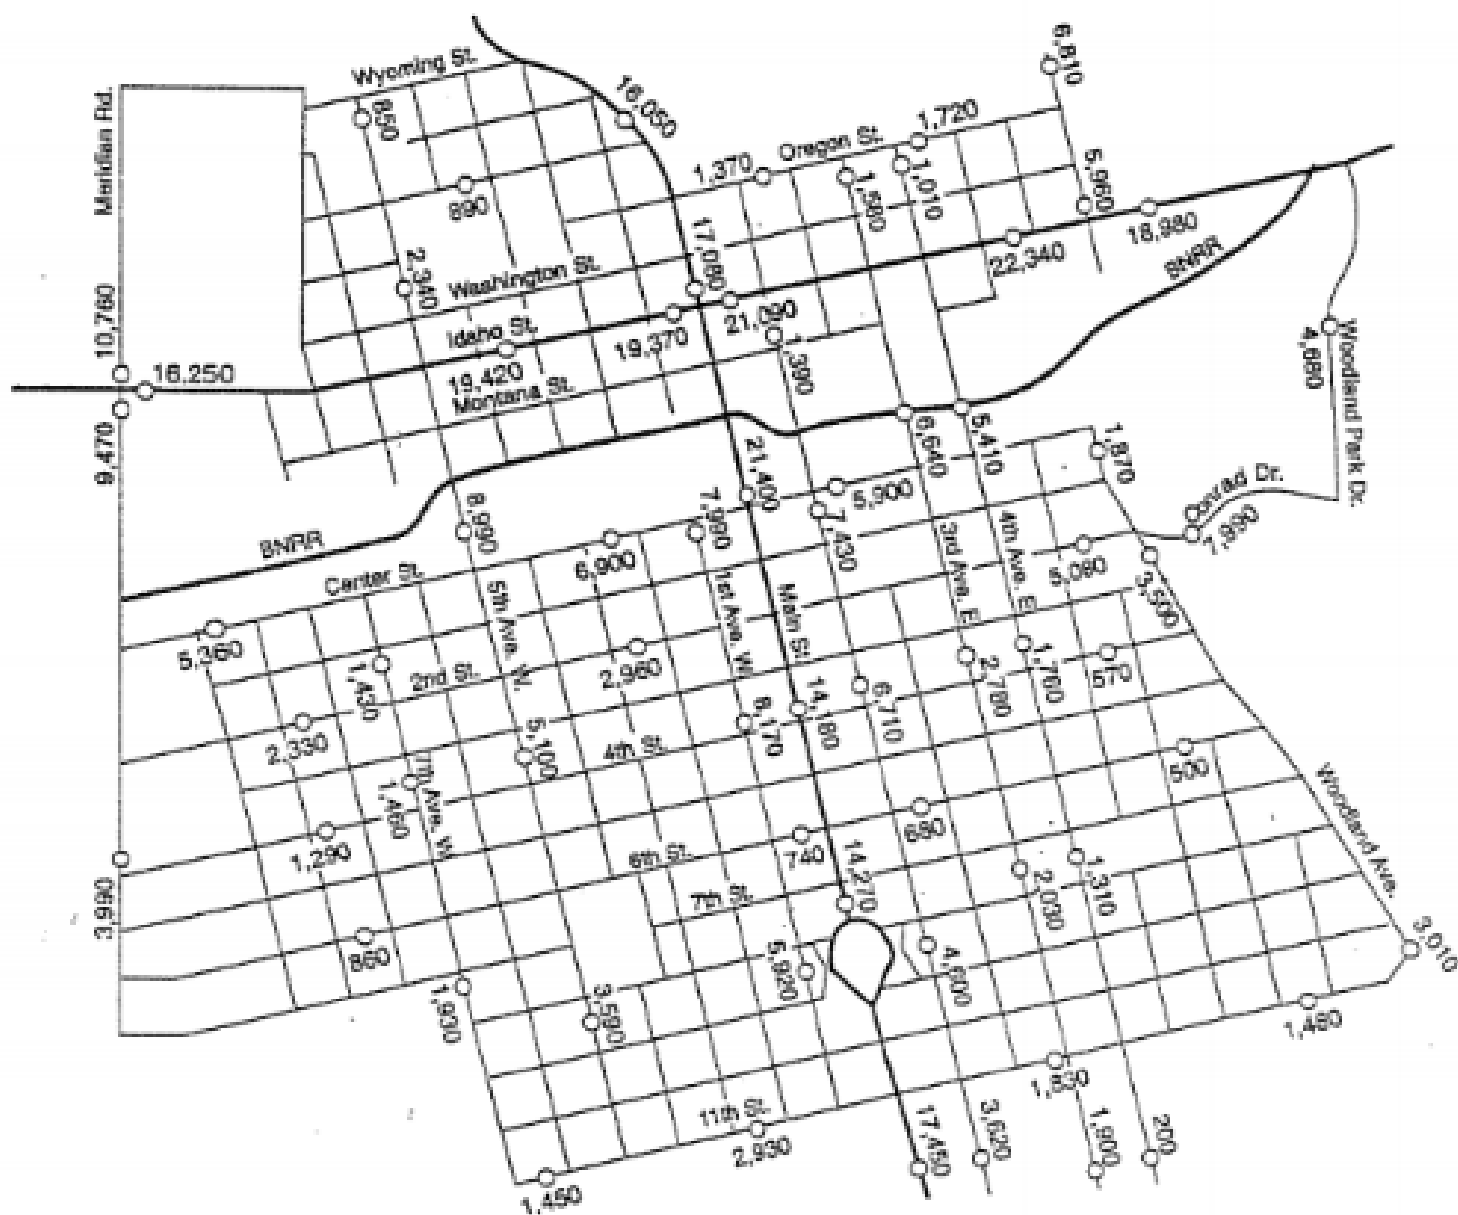 6,810
Wyoming St.
16,050
850
1,720
Oregon St.
Meridian Rd.
1,370
1,010
1,580
5,960
890
18,980
17,080
22,340
BNRR
2,340
Washington St.
10,760
Idaho St.
21,090
19,370
Woodland Park Dr.
4,680
16,250
19,420
Montana St.
9,470
6,640
5,410
1,870
21,400
5,900
Conrad Dr.
7,990
8,990
7,430
3rd Ave. E.
4th Ave. E.
BNRR
6,900
5,080
Center St.
3,500
5th Ave. W.
1st Ave. W.
Main St.
5,360
1,430
2nd St.
2,960
2,780
1,760
570
2,330
5,100
4th St.
6,170
14,180
6,710
500
7th Ave. W.
1,460
Woodland Ave.
1,290
6th St.
740
680
14,270
2,030
1,310
3,990
7th St.
860
5,920
4,600
3,010
1,930
3,590
1,480
11th St.
2,930
17,450
3,620
1,900
200
1,450